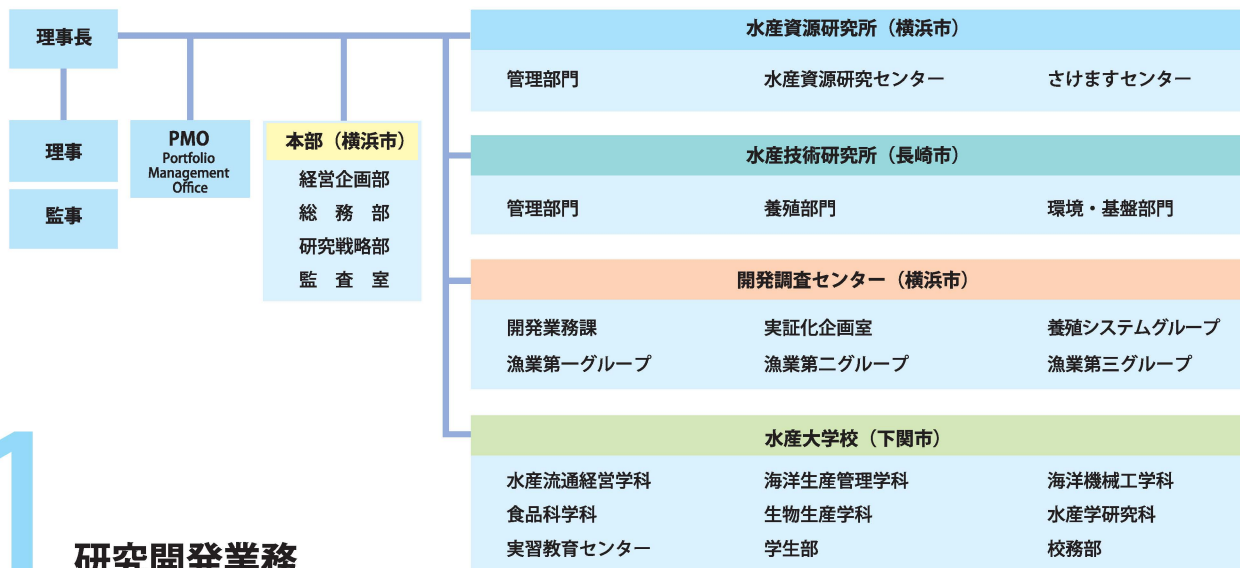 理事長
理事
監事
PMO
Portfolio
Management
Office
本部（横浜市）
経営企画部
総　務　部
研究戦略部
監　査　室
水産資源研究所（横浜市）
管理部門　水産資源研究センター　さけますセンター
水産技術研究所（長崎市）
管理部門　養殖部門　環境・基盤部門
開発調査センター（横浜市）
開発業務課　実証化企画室　養殖システムグループ
漁業第一グループ　漁業第二グループ　漁業第三グループ
水産大学校（下関市）
水産流通経営学科　海洋生産管理学科　海洋機械工学科
食品科学科　生物生産学科　水産学研究科
実習教育センター　学生部　校務部
1
研究開発業務